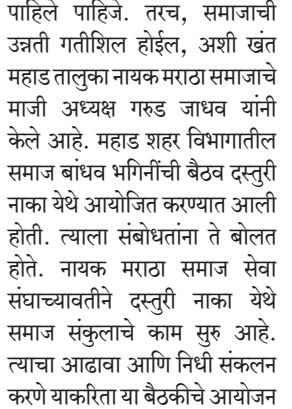 पाहिले पाहिजे. तरच, समाजाची
उन्नती गतीशिल होईल, अशी खंत
महाड तालुका नायक मराठा समाजाचे
माजी अध्यक्ष गरुड जाधव यांनी
केले आहे. महाड शहर विभागातील
समाज बांधव भगिनींची बैठव दस्तुरी
नाका येथे आयोजित करण्यात आली
होती. त्याला संबोधतांना ते बोलत
होते. नायक मराठा समाज सेवा
संघाच्यावतीने दस्तुरी नाका येथे
समाज संकुलाचे काम सुरु आहे.
त्याचा आढावा आणि निधी संकलन
करणे याकरिता या बैठकीचे आयोजन